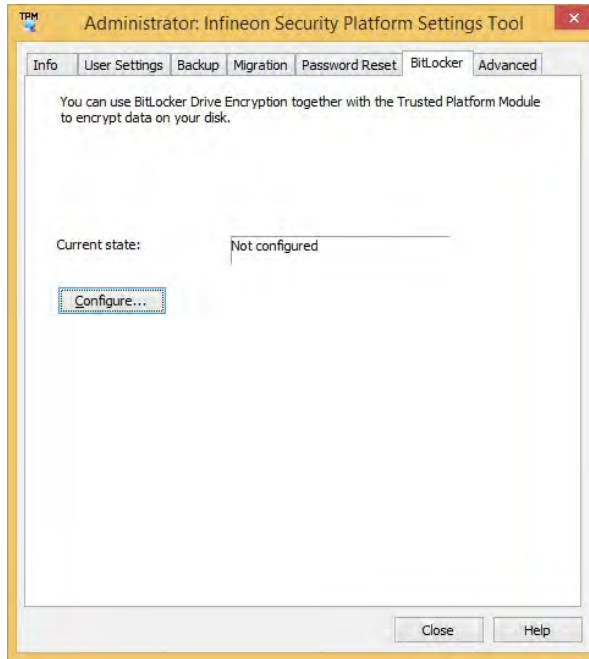 TPM
Administrator: Infineon Security Platform Settings Tool
Info User Settings Backup Migration Password Reset BitLocker Advanced
You can use BitLocker Drive Encryption together with the Trusted Platform Module
to encrypt data on your disk.
Current state: Not configured
Configure...
Close Help